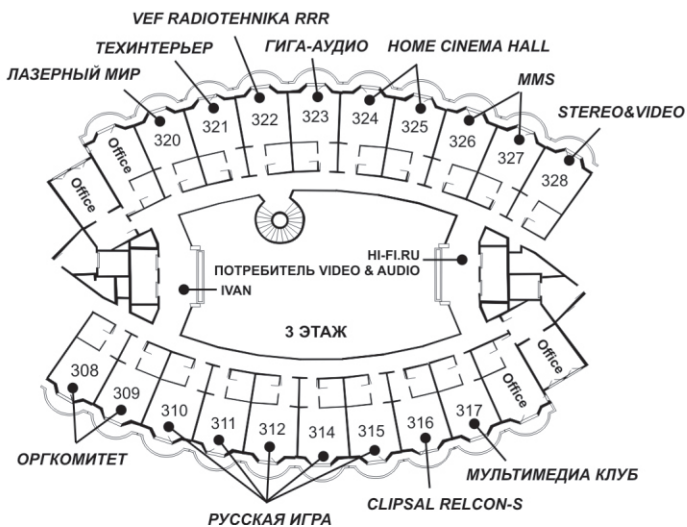 VEF RADIOTEHNIKA RRR
ТЕХИНТЕРЬЕР
ГИГА-АУДИО
HOME CINEMA HALL
ЛАЗЕРНЫЙ МИР
MMS
STEREO&VIDEO
320
321
322
323
324
325
326
327
328
Office
Office
HI-FI.RU
ПОТРЕБИТЕЛЬ VIDEO & AUDIO
IVAN
3 ЭТАЖ
308
309
310
311
312
314
315
316
317
Office
Office
ОРГКОМИТЕТ
МУЛЬТИМЕДИА КЛУБ
CLIPSAL RELCON-S
РУССКАЯ ИГРА